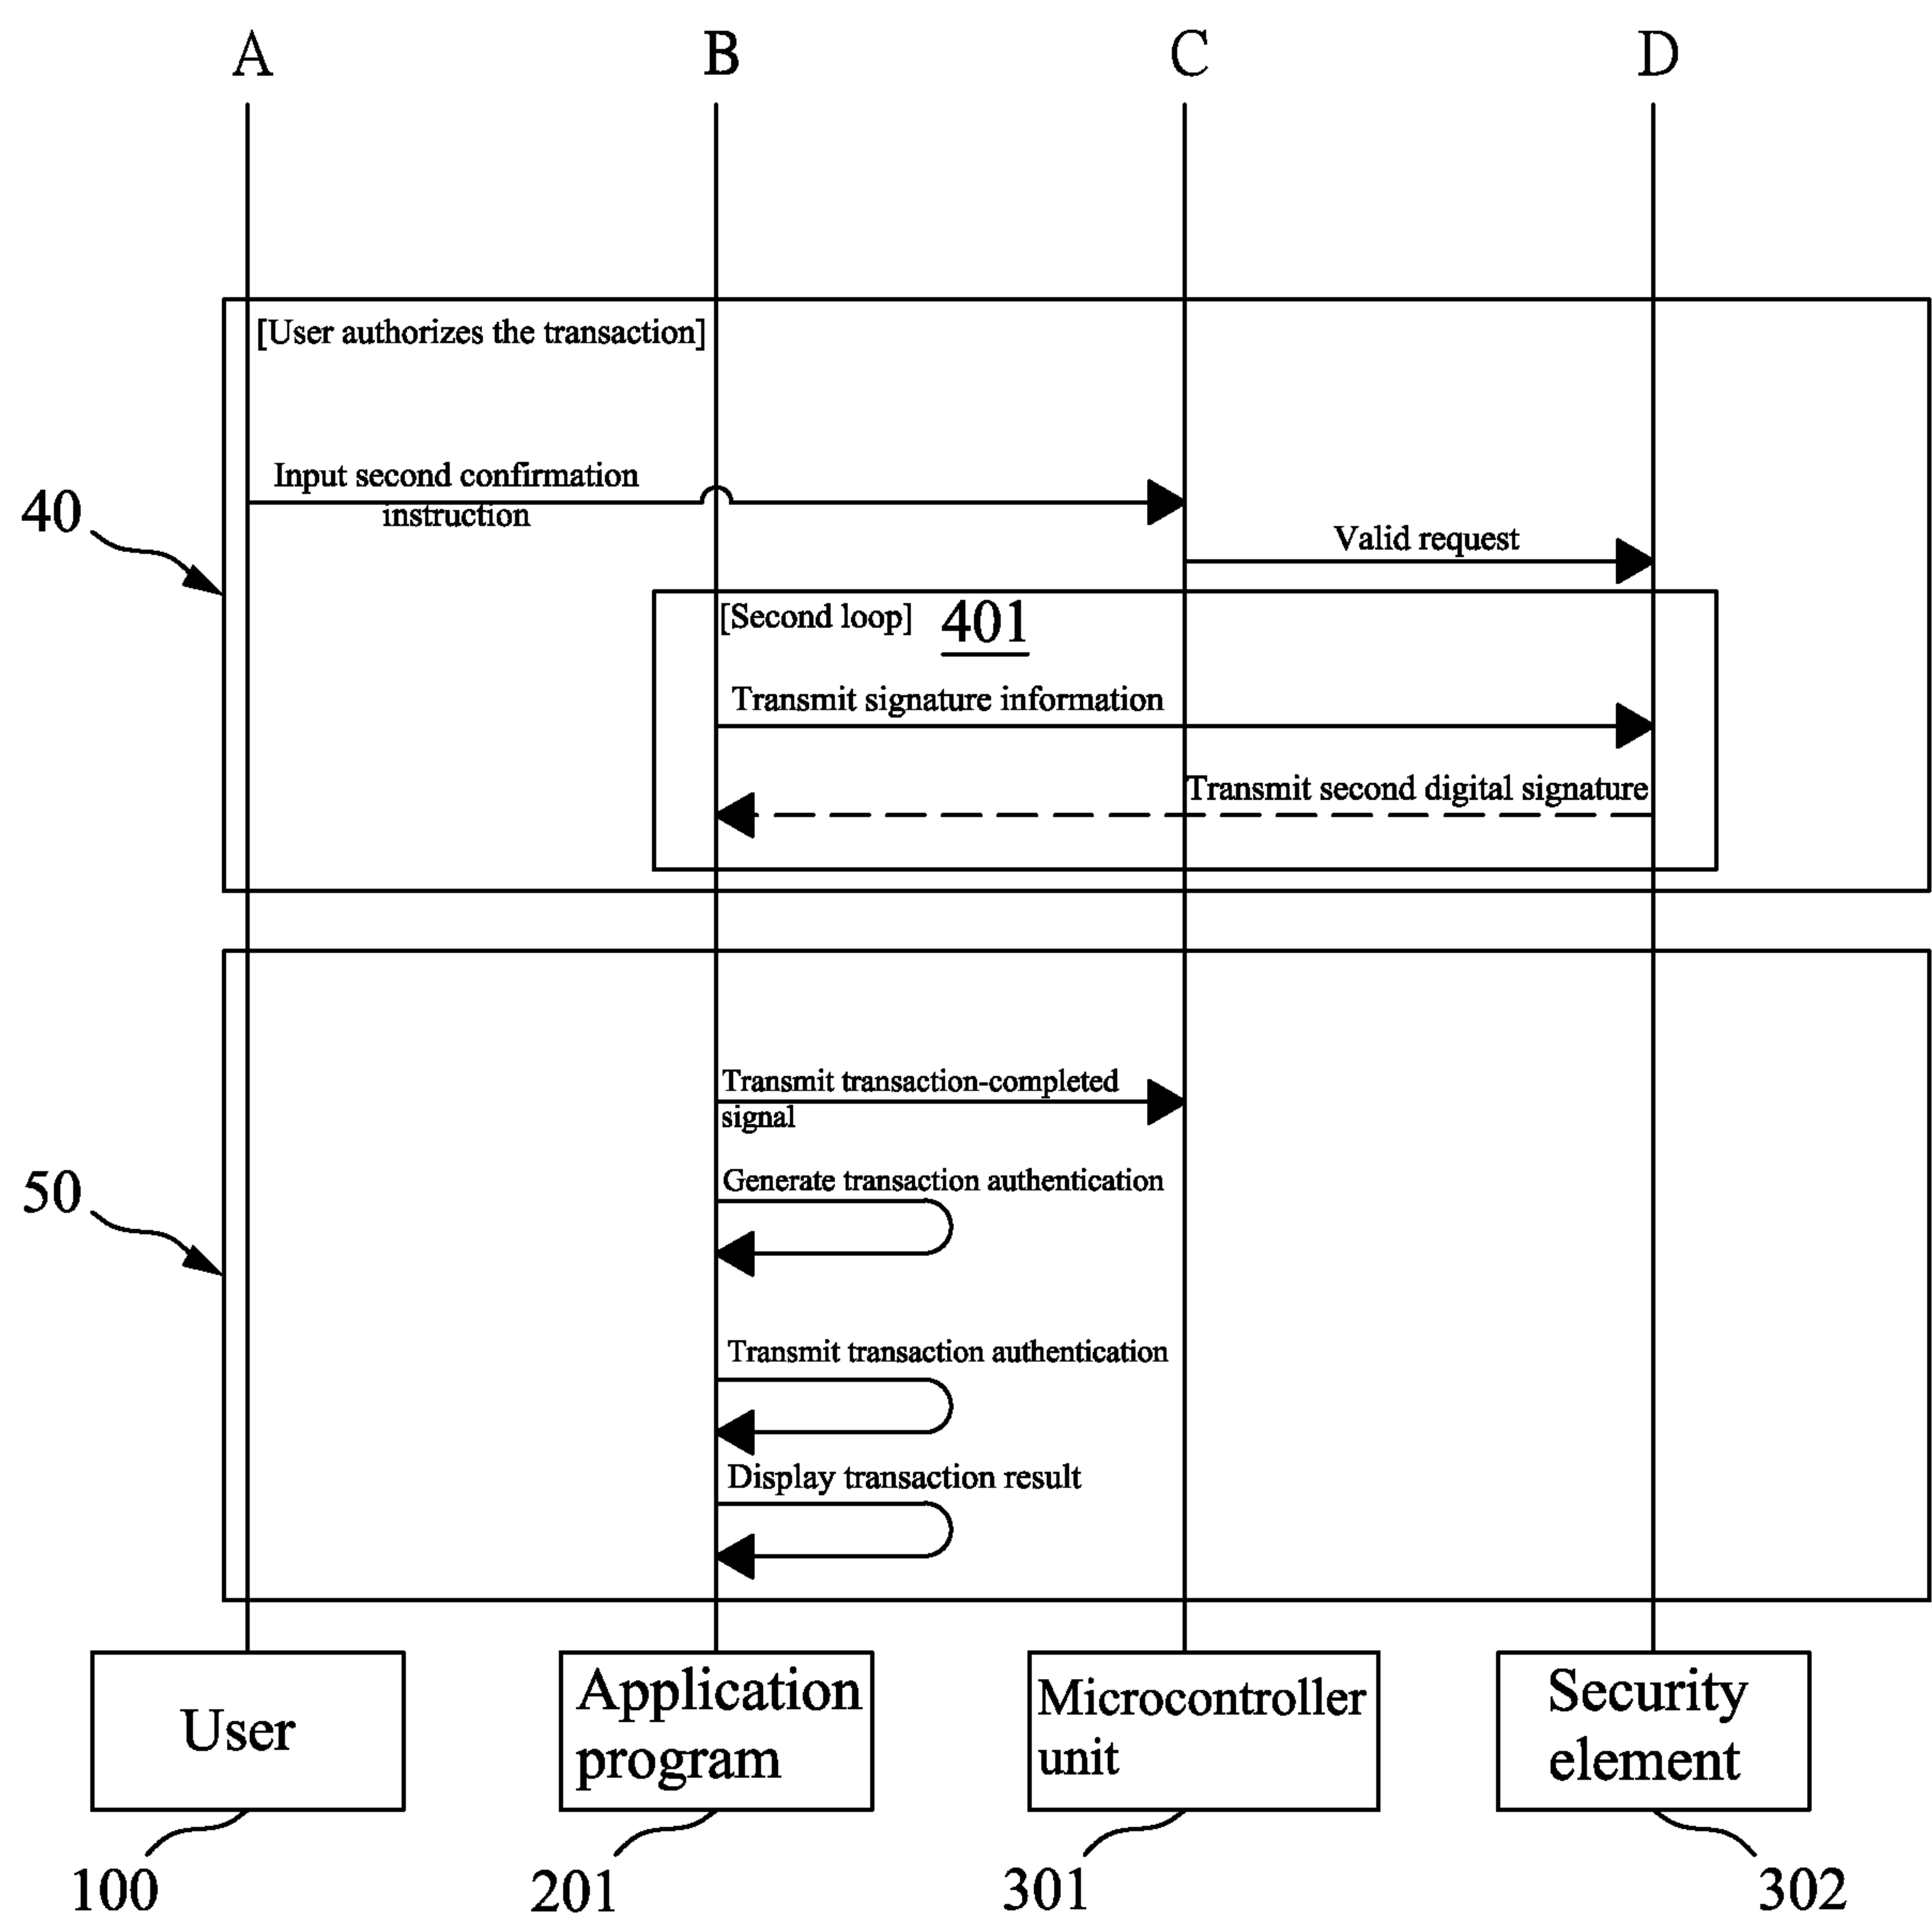 A B C D
[User authorizes the transaction]
Input second confirmation
instruction
40
Valid request
[Second loop] 401
Transmit signature information
Transmit second digital signature
Transmit transaction-completed
signal
50
Generate transaction authentication
Transmit transaction authentication
Display transaction result
User
Application
program
Microcontroller
unit
Security
element
100 201 301 302